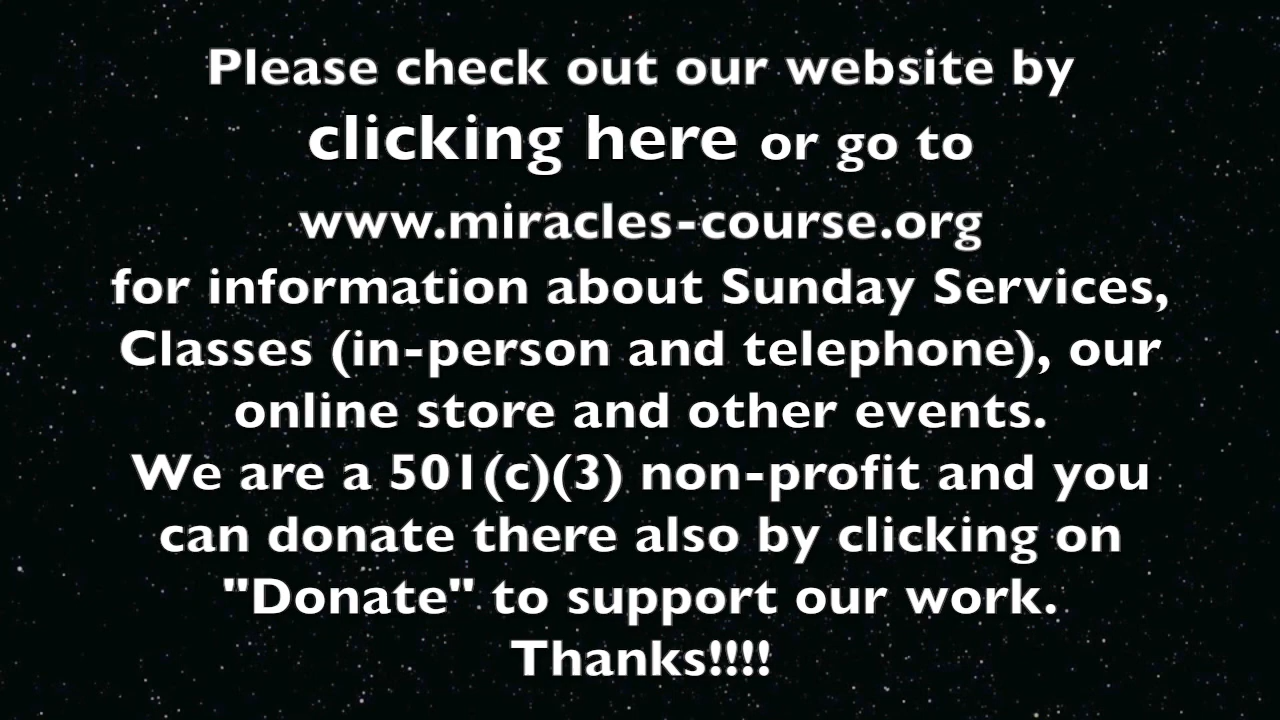 Please check out our website by
clicking here or go to
www.miracles-course.org
for information about Sunday Services,
Classes (in-person and telephone), our
online store and other events.
We are a 501(c)(3) non-profit and you
can donate there also by clicking on
"Donate" to support our work.
Thanks!!!!